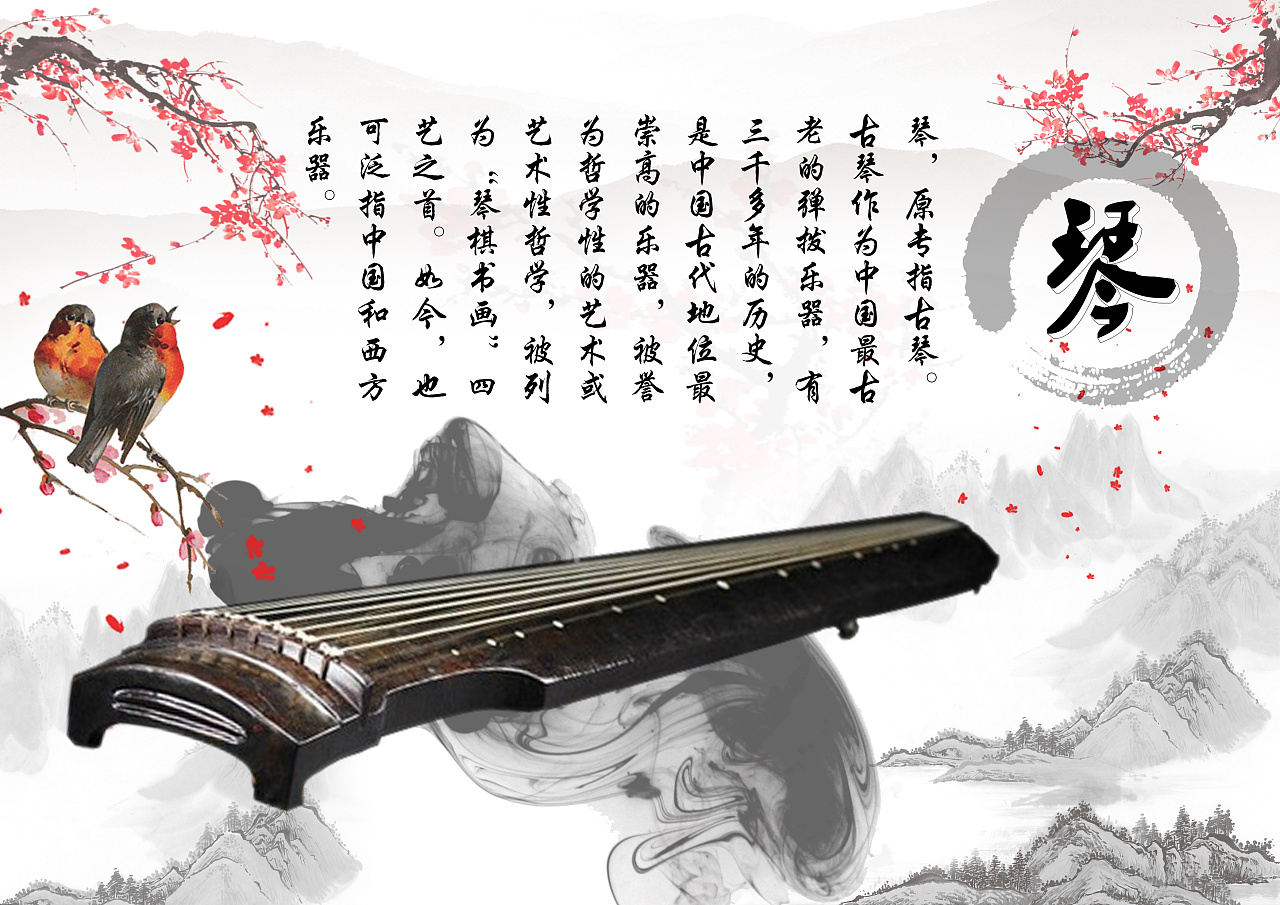 琴
琴，原专指古琴。
古琴作为中国最古
老的弹拨乐器，有
三千多年的历史，
是中国古代地位最
崇高的乐器，被誉
为哲学性的艺术或
艺术性哲学，被列
为“琴棋书画”四
艺之首。如今，也
可泛指中国和西方
乐器。